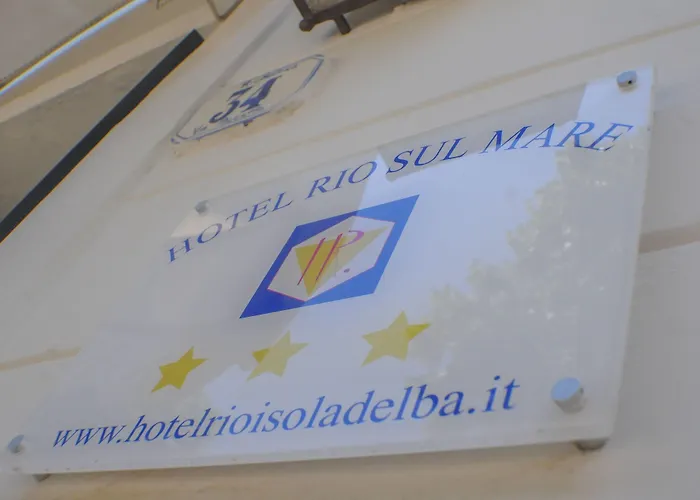 34
HOTEL RIO SUL MARE
www.hotelrioisoladelba.it